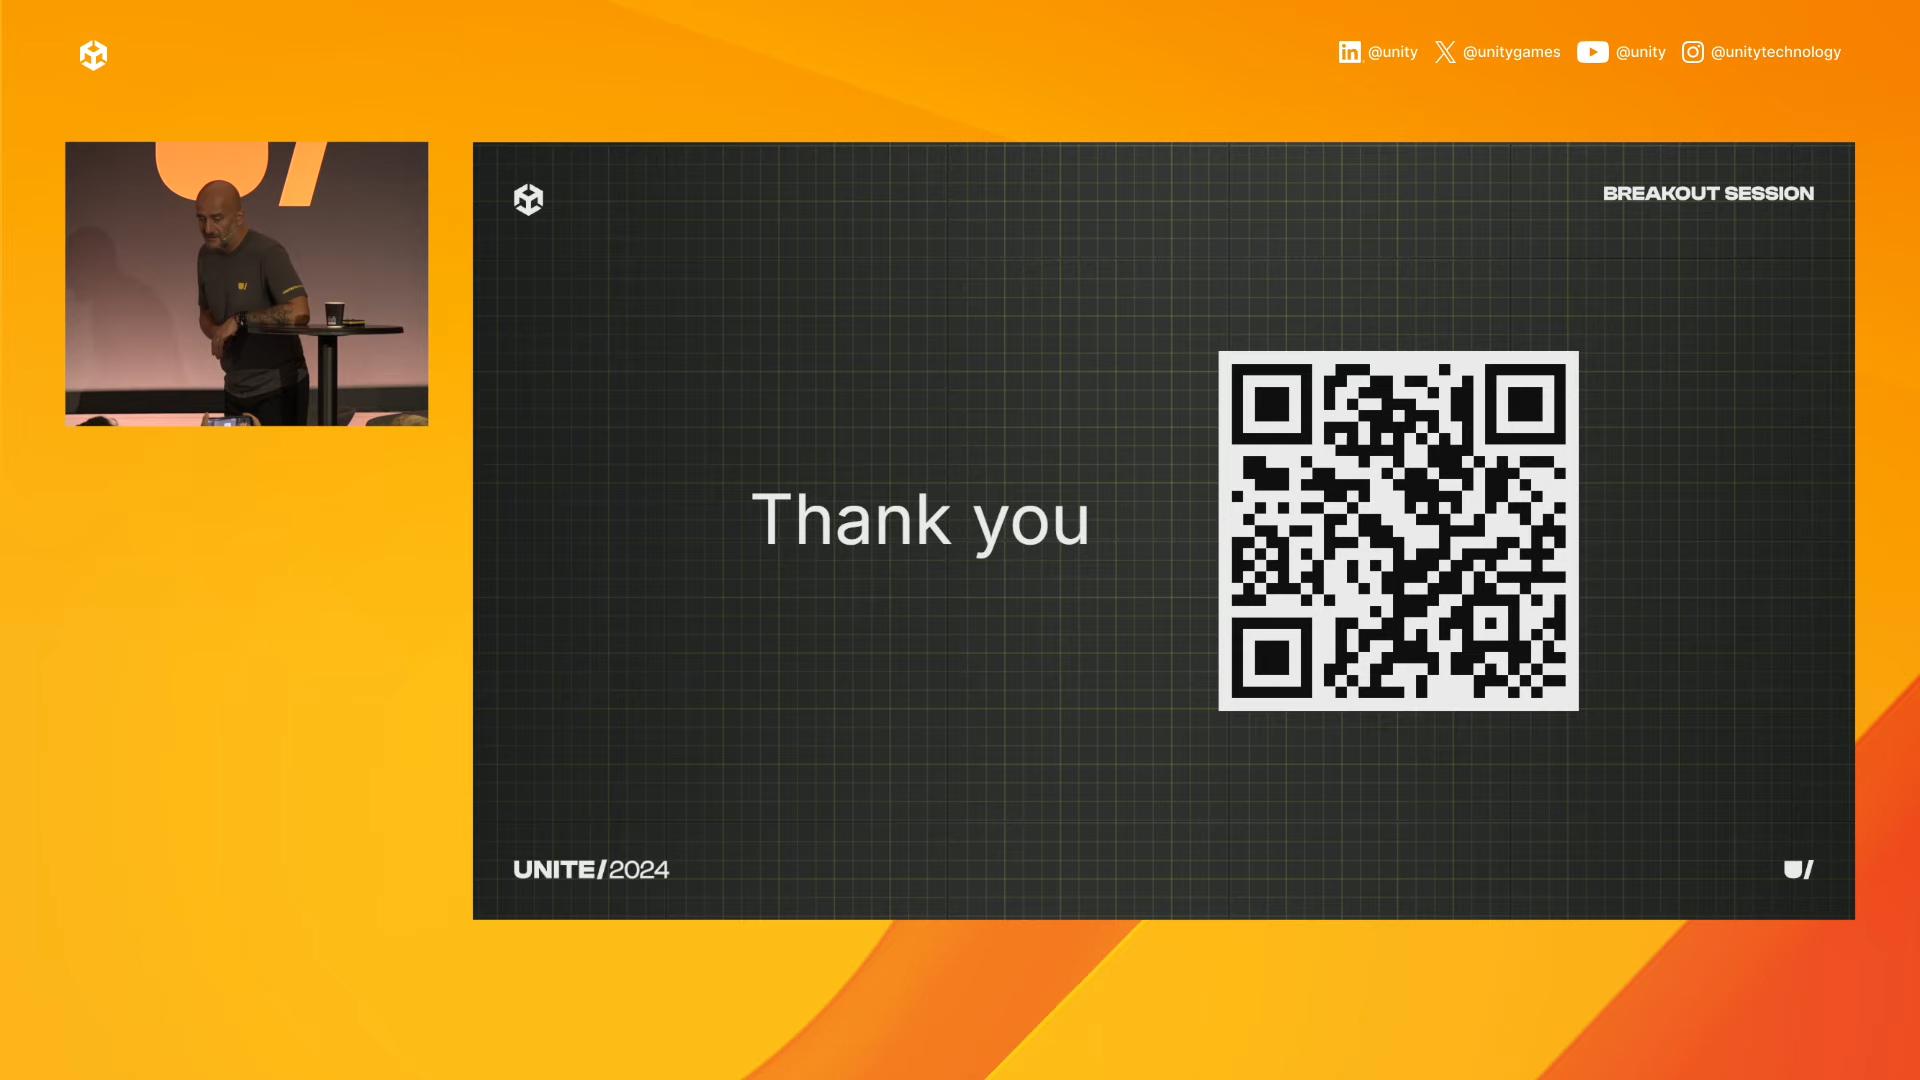 @unity
@unitygames
@unity
@unitytechnology
BREAKOUT SESSION
Thank you
UNITE/2024
U/